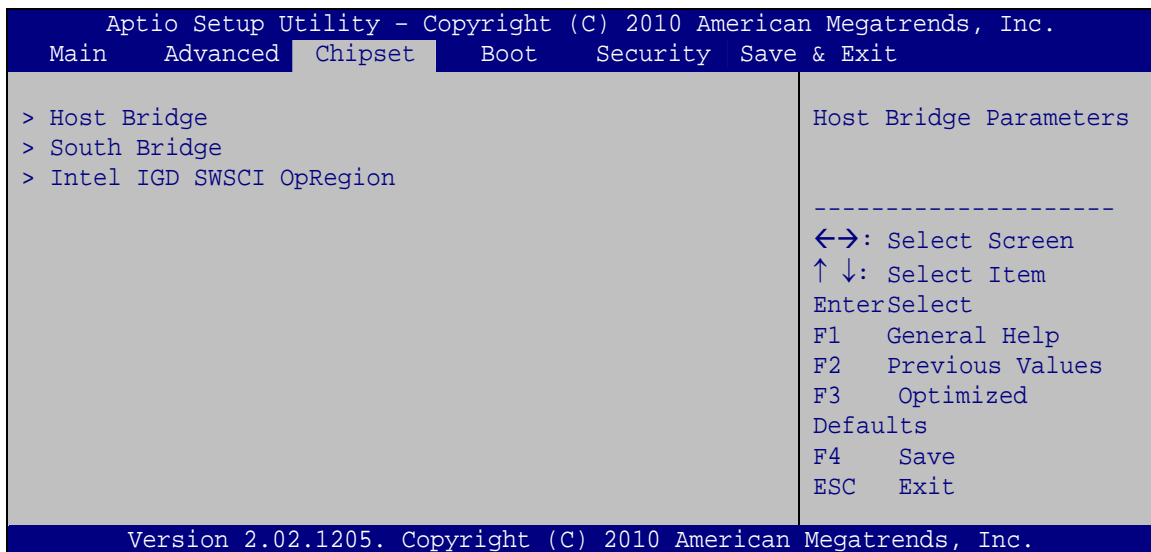 Aptio Setup Utility – Copyright (C) 2010 American Megatrends, Inc.
Main Advanced Chipset Boot Security Save & Exit
> Host Bridge
> South Bridge
> Intel IGD SWSCI OpRegion
Host Bridge Parameters
---------------------
←→: Select Screen
↑ ↓: Select Item
EnterSelect
F1 General Help
F2 Previous Values
F3 Optimized
Defaults
F4 Save
ESC Exit
Version 2.02.1205. Copyright (C) 2010 American Megatrends, Inc.